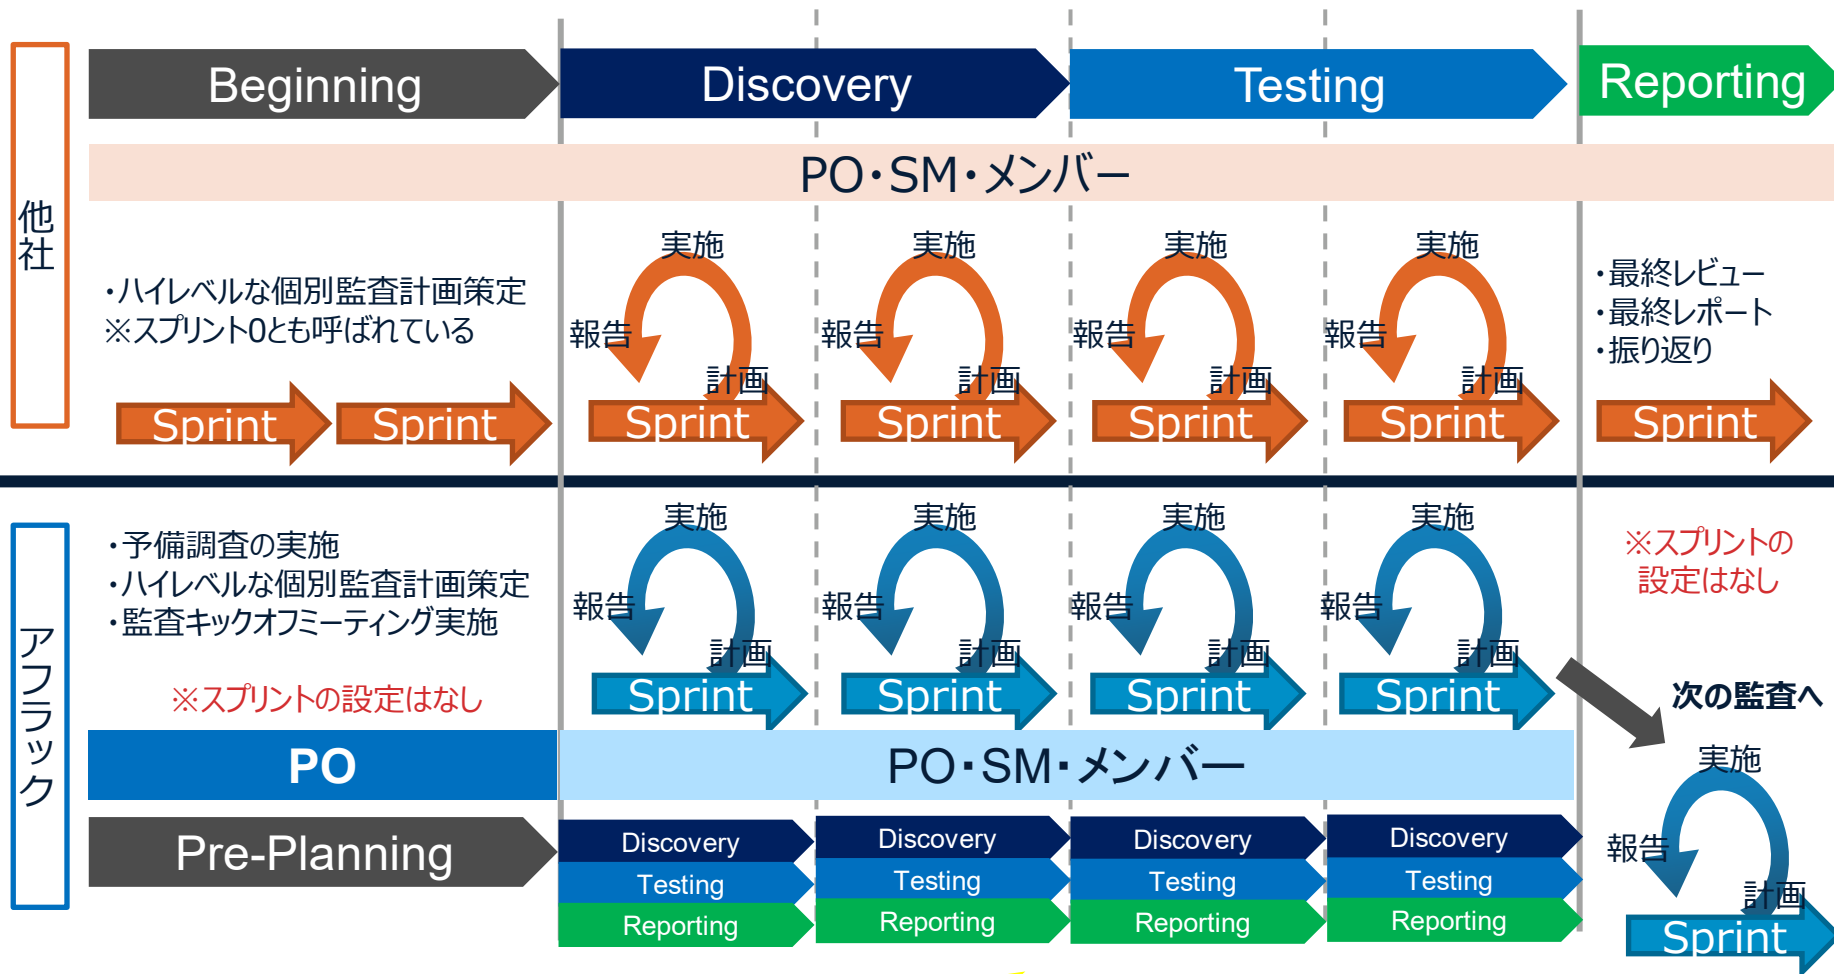 他社
Beginning
Discovery
Testing
Reporting
PO・SM・メンバー
・ハイレベルな個別監査計画策定
※スプリント0とも呼ばれている
Sprint
Sprint
実施
報告
計画
Sprint
実施
報告
計画
Sprint
実施
報告
計画
Sprint
実施
報告
計画
Sprint
・最終レビュー
・最終レポート
・振り返り
Sprint
アフラック
・予備調査の実施
・ハイレベルな個別監査計画策定
・監査キックオフミーティング実施
※スプリントの設定はなし
実施
報告
計画
Sprint
実施
報告
計画
Sprint
実施
報告
計画
Sprint
実施
報告
計画
Sprint
※スプリントの
設定はなし
次の監査へ
PO
PO・SM・メンバー
Pre-Planning
Discovery
Testing
Reporting
Discovery
Testing
Reporting
Discovery
Testing
Reporting
Discovery
Testing
Reporting
実施
報告
計画
Sprint